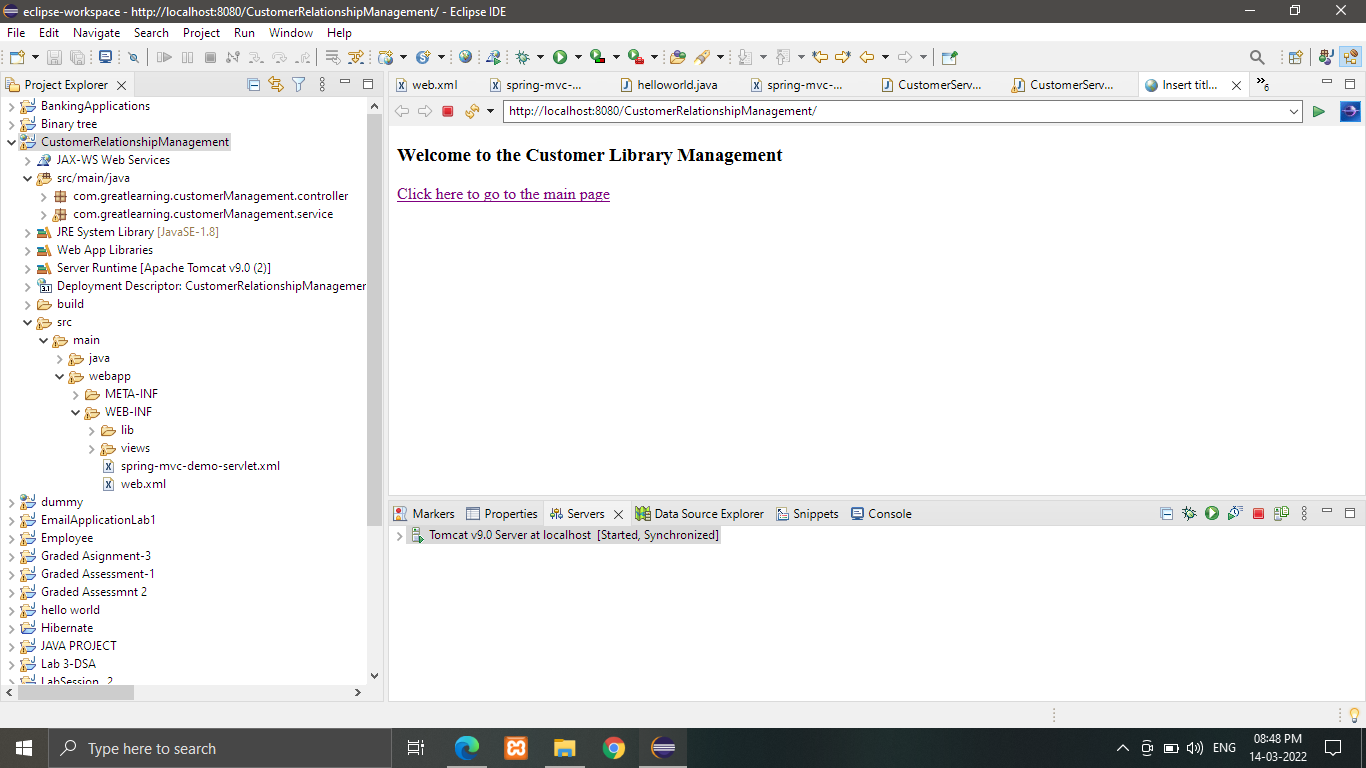 eclipse-workspace - http://localhost:8080/CustomerRelationshipManagement/ - Eclipse IDE
File Edit Navigate Search Project Run Window Help
Project Explorer
BankingApplications
Binary tree
CustomerRelationshipManagement
JAX-WS Web Services
src/main/java
com.greatlearning.customerManagement.controller
com.greatlearning.customerManagement.service
JRE System Library [JavaSE-1.8]
Web App Libraries
Server Runtime [Apache Tomcat v9.0 (2)]
3.1 Deployment Descriptor: CustomerRelationshipManagemen
build
src
main
java
webapp
META-INF
WEB-INF
lib
views
spring-mvc-demo-servlet.xml
web.xml
dummy
EmailApplicationLab1
Employee
Graded Asignment-3
Graded Assessment-1
Graded Assessmnt 2
hello world
Hibernate
JAVA PROJECT
Lab 3-DSA
LabSession_2
web.xml spring-mvc-... helloworld.java spring-mvc-... CustomerServ... CustomerServ... Insert titl... 6
http://localhost:8080/CustomerRelationshipManagement/
Welcome to the Customer Library Management
Click here to go to the main page
Markers Properties Servers Data Source Explorer Snippets Console
Tomcat v9.0 Server at localhost [Started, Synchronized]
Type here to search
ENG
08:48 PM
14-03-2022